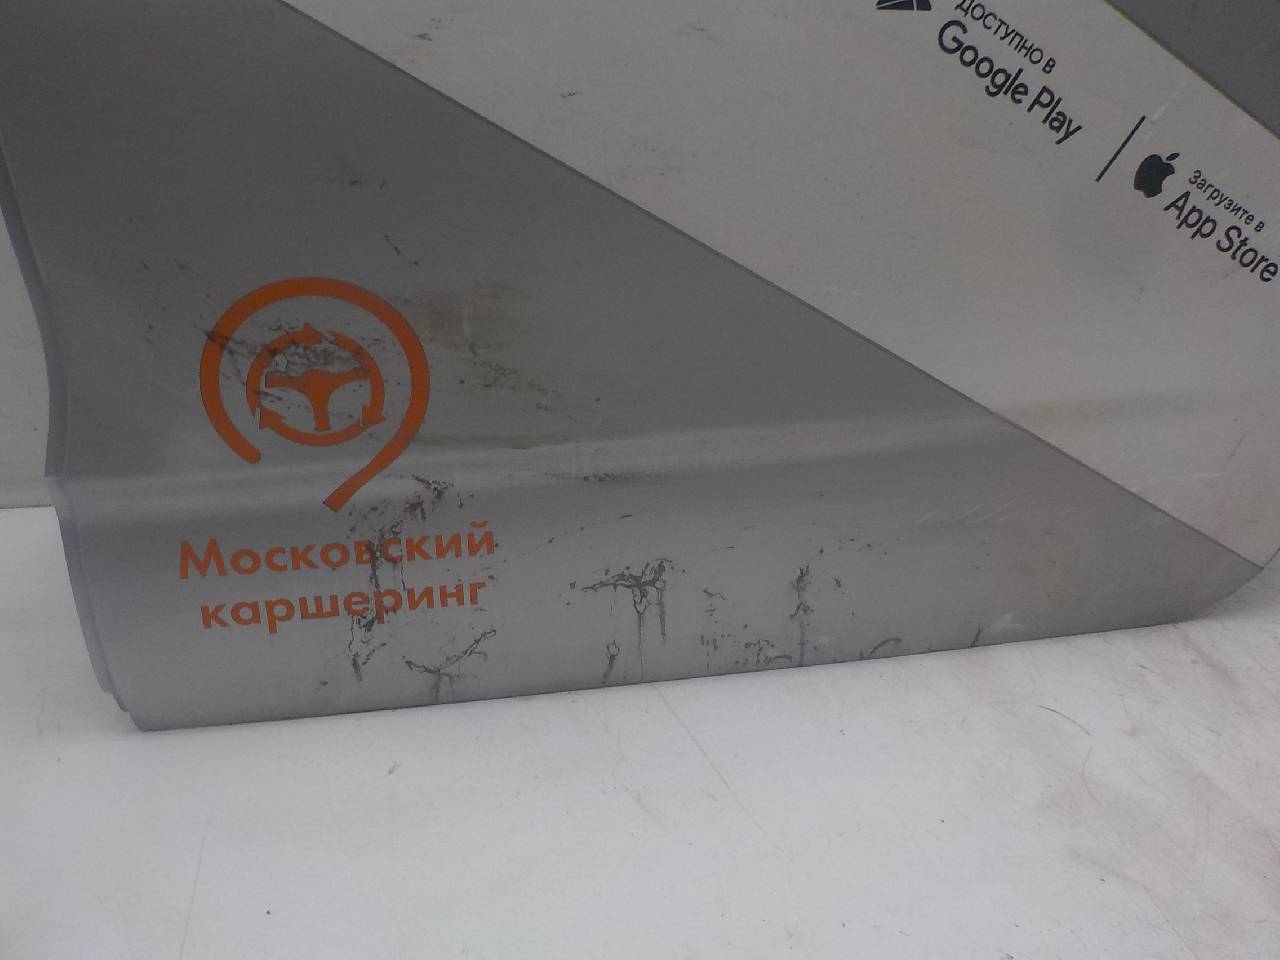 ДОСТУПНО В
Google Play
Загрузите в
App Store
Московский
каршеринг